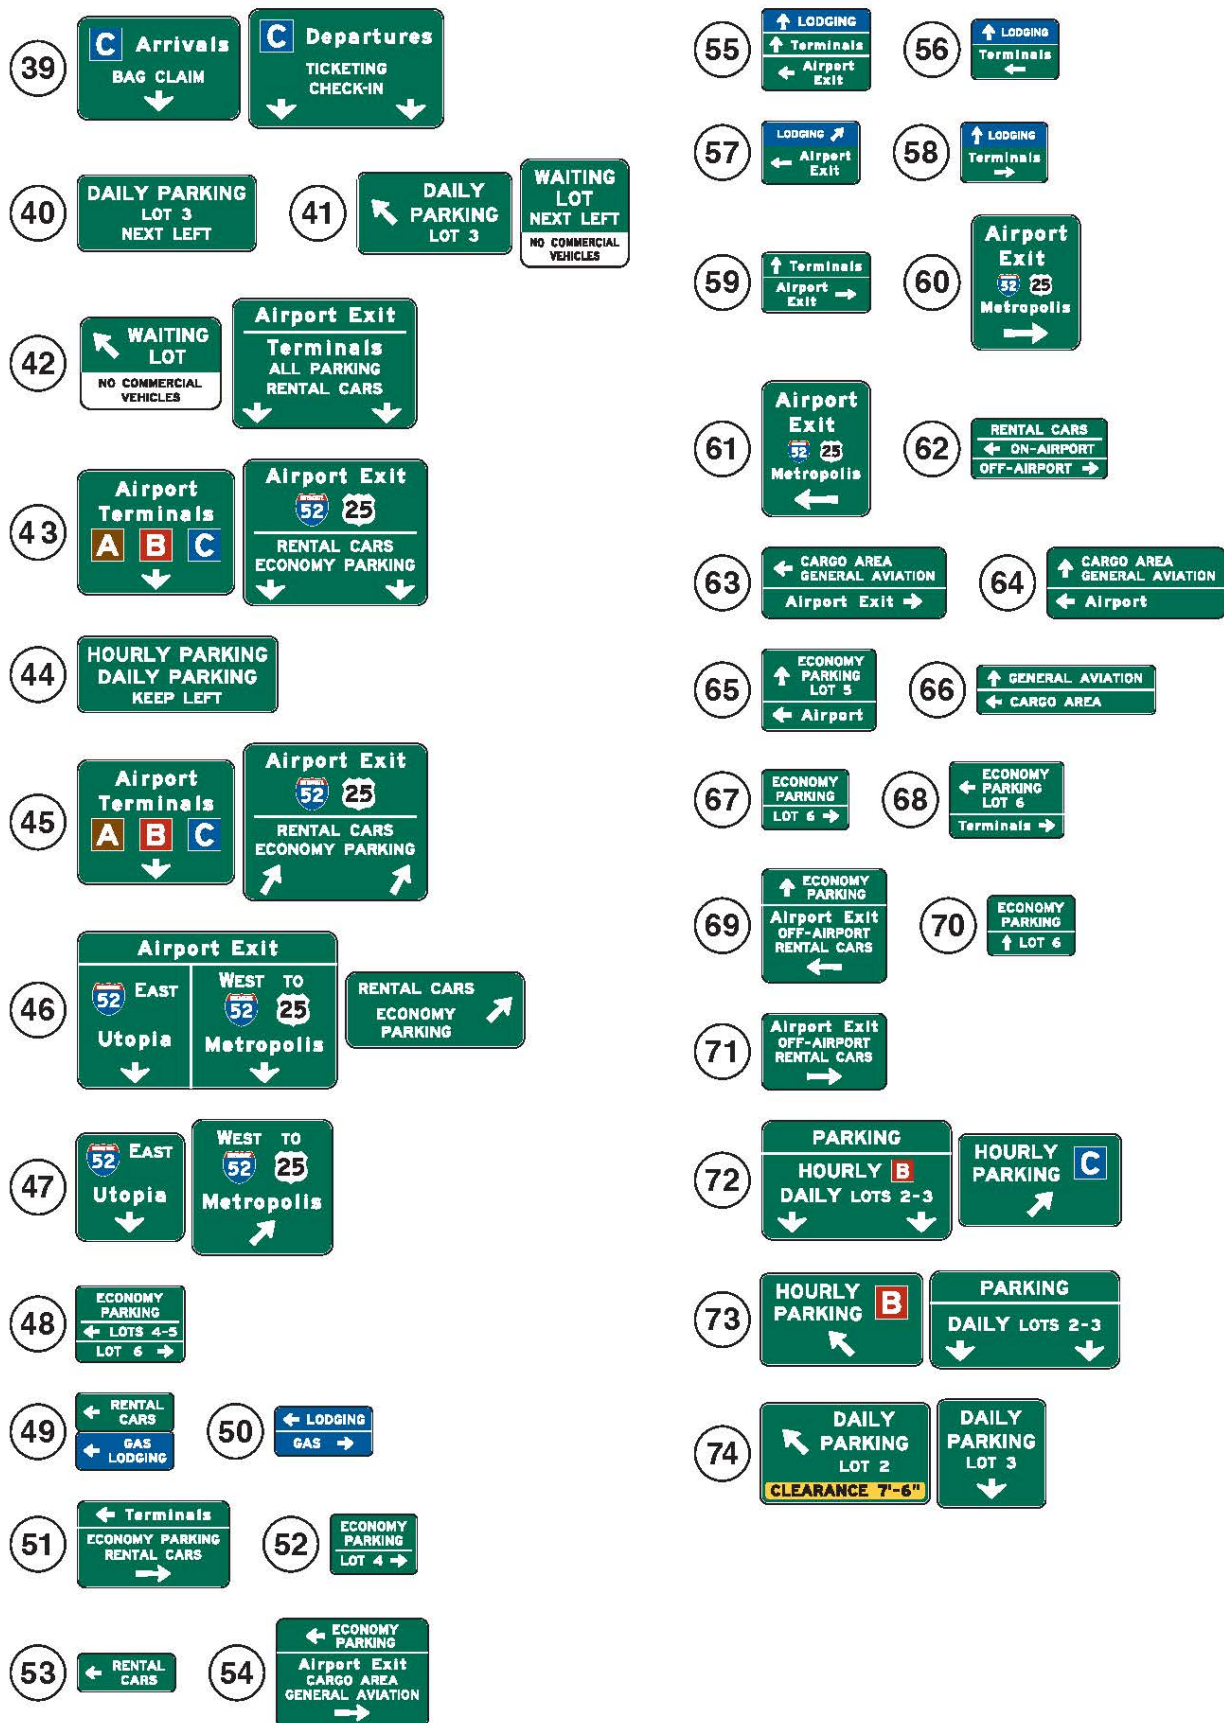 39
C Arrivals
BAG CLAIM
C Departures
TICKETING
CHECK-IN
40
DAILY PARKING
LOT 3
NEXT LEFT
41
DAILY
PARKING
LOT 3
WAITING
LOT
NEXT LEFT
NO COMMERCIAL
VEHICLES
42
WAITING
LOT
NO COMMERCIAL
VEHICLES
Airport Exit
Terminals
ALL PARKING
RENTAL CARS
43
Airport
Terminals
A B C
Airport Exit
52 25
RENTAL CARS
ECONOMY PARKING
44
HOURLY PARKING
DAILY PARKING
KEEP LEFT
45
Airport
Terminals
A B C
Airport Exit
52 25
RENTAL CARS
ECONOMY PARKING
46
Airport Exit
52 EAST
Utopia
WEST TO
52 25
Metropolis
RENTAL CARS
ECONOMY
PARKING
47
52 EAST
Utopia
WEST TO
52 25
Metropolis
48
ECONOMY
PARKING
LOTS 4-5
LOT 6
49
RENTAL
CARS
GAS
LODGING
50
LODGING
GAS
51
Terminals
ECONOMY PARKING
RENTAL CARS
52
ECONOMY
PARKING
LOT 4
53
RENTAL
CARS
54
ECONOMY
PARKING
Airport Exit
CARGO AREA
GENERAL AVIATION
55
LODGING
Terminals
Airport
Exit
56
LODGING
Terminals
57
LODGING
Airport
Exit
58
LODGING
Terminals
59
Terminals
Airport
Exit
60
Airport
Exit
52 25
Metropolis
61
Airport
Exit
52 25
Metropolis
62
RENTAL CARS
ON-AIRPORT
OFF-AIRPORT
63
CARGO AREA
GENERAL AVIATION
Airport Exit
64
CARGO AREA
GENERAL AVIATION
Airport
65
ECONOMY
PARKING
LOT 5
Airport
66
GENERAL AVIATION
CARGO AREA
67
ECONOMY
PARKING
LOT 6
68
ECONOMY
PARKING
LOT 6
Terminals
69
ECONOMY
PARKING
Airport Exit
OFF-AIRPORT
RENTAL CARS
70
ECONOMY
PARKING
LOT 6
71
Airport Exit
OFF-AIRPORT
RENTAL CARS
72
PARKING
HOURLY B
DAILY LOTS 2-3
HOURLY
PARKING C
73
HOURLY
PARKING B
PARKING
DAILY LOTS 2-3
74
DAILY
PARKING
LOT 2
CLEARANCE 7'-6"
DAILY
PARKING
LOT 3